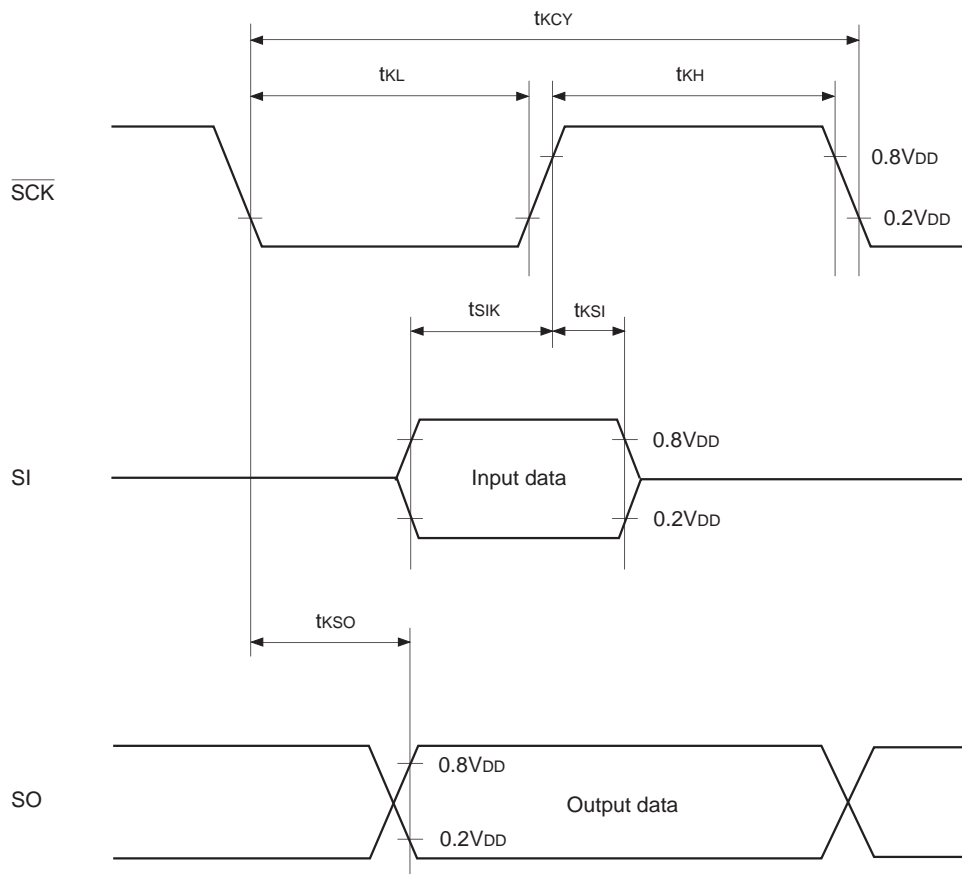 tKCY
tKL
tKH
0.8VDD
SCK
0.2VDD
tSIK
tKSI
0.8VDD
SI
Input data
0.2VDD
tKSO
0.8VDD
SO
Output data
0.2VDD